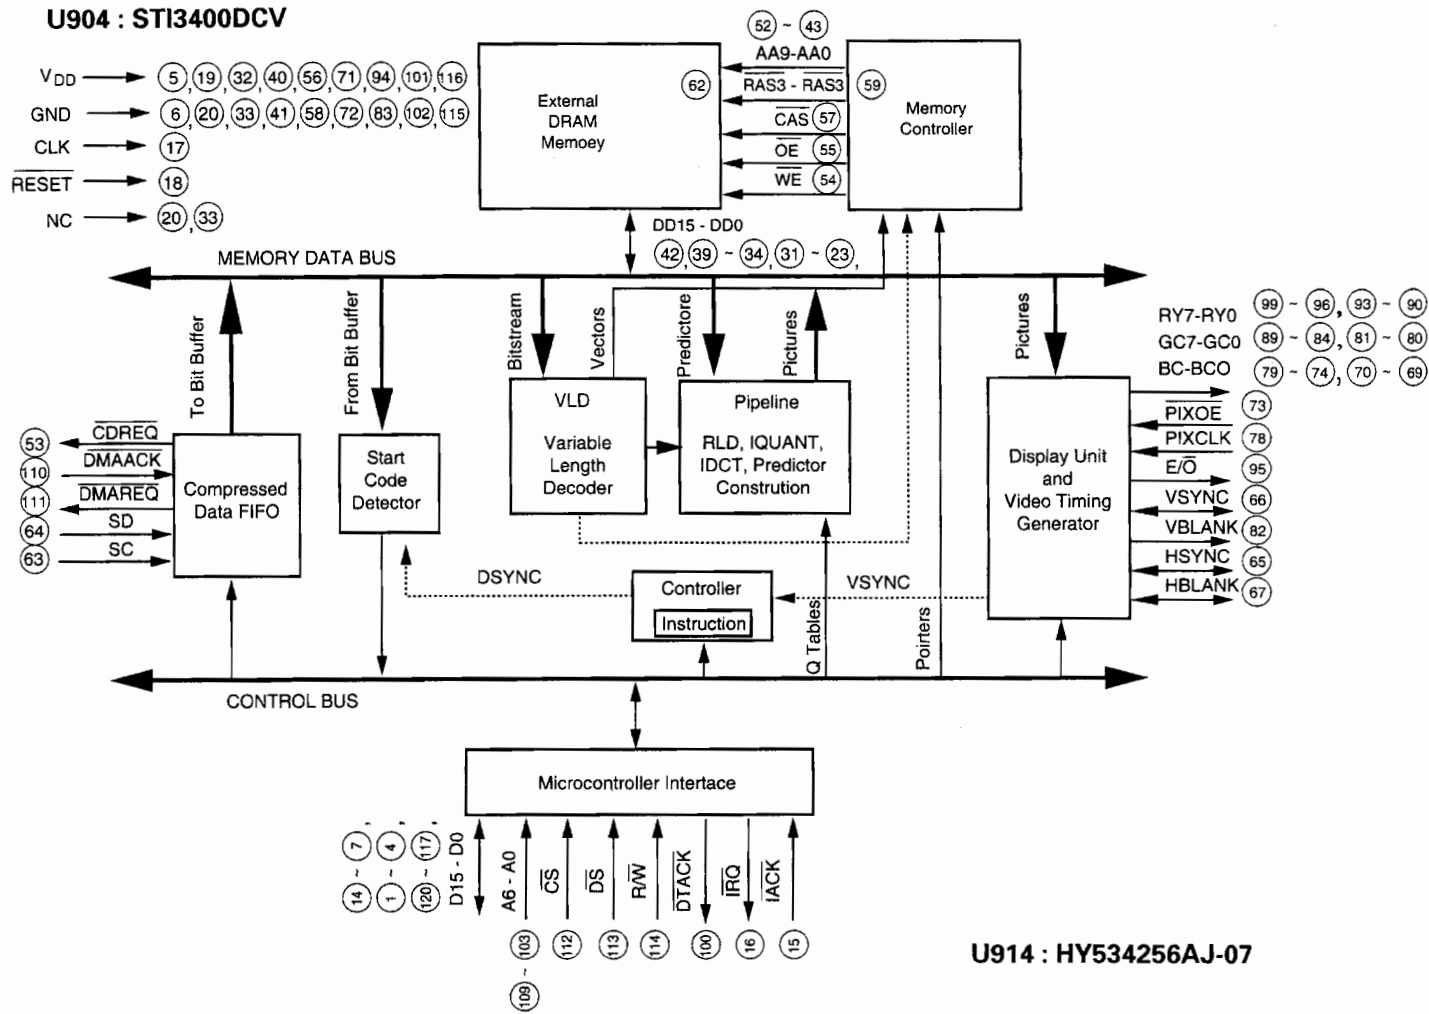 U904 : STI3400DCV
VDD 5, 19, 32, 40, 56, 71, 94, 101, 116
GND 6, 20, 33, 41, 58, 72, 83, 102, 115
CLK 17
RESET 18
NC 20, 33
52 ~ 43
AA9-AA0
RAS3 - RAS3
CAS 57
OE 55
WE 54
External
DRAM
Memoey
62
59
Memory
Controller
DD15 - DD0
42, 39 ~ 34, 31 ~ 23,
MEMORY DATA BUS
To Bit Buffer
From Bit Buffer
Bitstream
Vectors
Predictore
Pictures
Pictures
RY7-RY0 99 ~ 96, 93 ~ 90
GC7-GC0 89 ~ 84, 81 ~ 80
BC-BCO 79 ~ 74, 70 ~ 69
PIXOE 73
PIXCLK 78
E/O 95
VSYNC 66
VBLANK 82
HSYNC 65
HBLANK 67
53 CDREQ
110 DMAACK
111 DMAREQ
64 SD
63 SC
Compressed
Data FIFO
Start
Code
Detector
VLD
Variable
Length
Decoder
Pipeline
RLD, IQUANT,
IDCT, Predictor
Constrution
Display Unit
and
Video Timing
Generator
DSYNC
Controller
Instruction
VSYNC
Q Tables
Poirters
CONTROL BUS
Microcontroller Intertace
14 ~ 7,
1 ~ 4,
120 ~ 117,
D15 - D0
A6 - A0
109 ~ 103
CS
112
DS
113
R/W
114
DTACK
100
IRQ
16
IACK
15
U914 : HY534256AJ-07